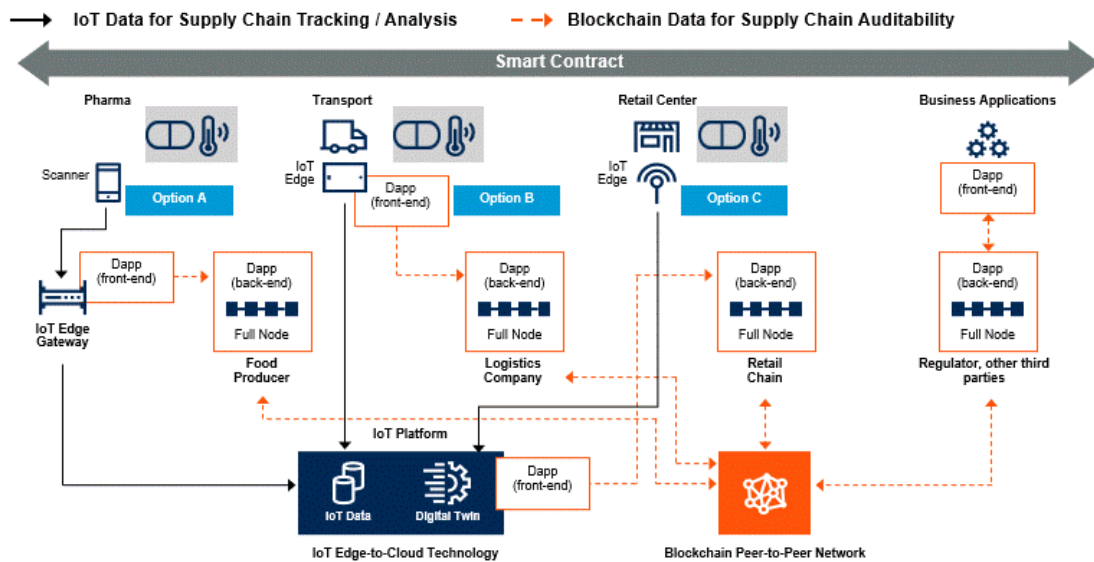 IoT Data for Supply Chain Tracking / Analysis
Blockchain Data for Supply Chain Auditability
Smart Contract
Pharma
Transport
Retail Center
Business Applications
Scanner
IoT
Edge
IoT
Edge
Option A
Option B
Option C
Dapp
(front-end)
Dapp
(front-end)
Dapp
(front-end)
Dapp
(back-end)
Full Node
Dapp
(back-end)
Full Node
Dapp
(back-end)
Full Node
Dapp
(back-end)
Full Node
IoT Edge
Gateway
Food
Producer
Logistics
Company
Retail
Chain
Regulator, other third
parties
IoT Platform
IoT Data
Digital Twin
Dapp
(front-end)
IoT Edge-to-Cloud Technology
Blockchain Peer-to-Peer Network